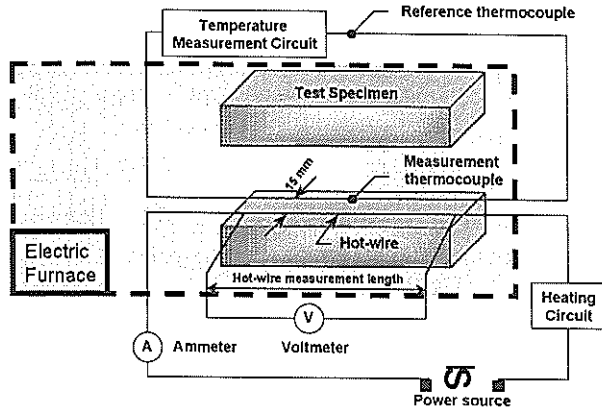 Temperature
Measurement Circuit
Reference thermocouple
Test Specimen
Measurement
thermocouple
15 mm
Hot-wire
Electric
Furnace
Hot-wire measurement length
Heating
Circuit
V
A
Ammeter
Voltmeter
Power source